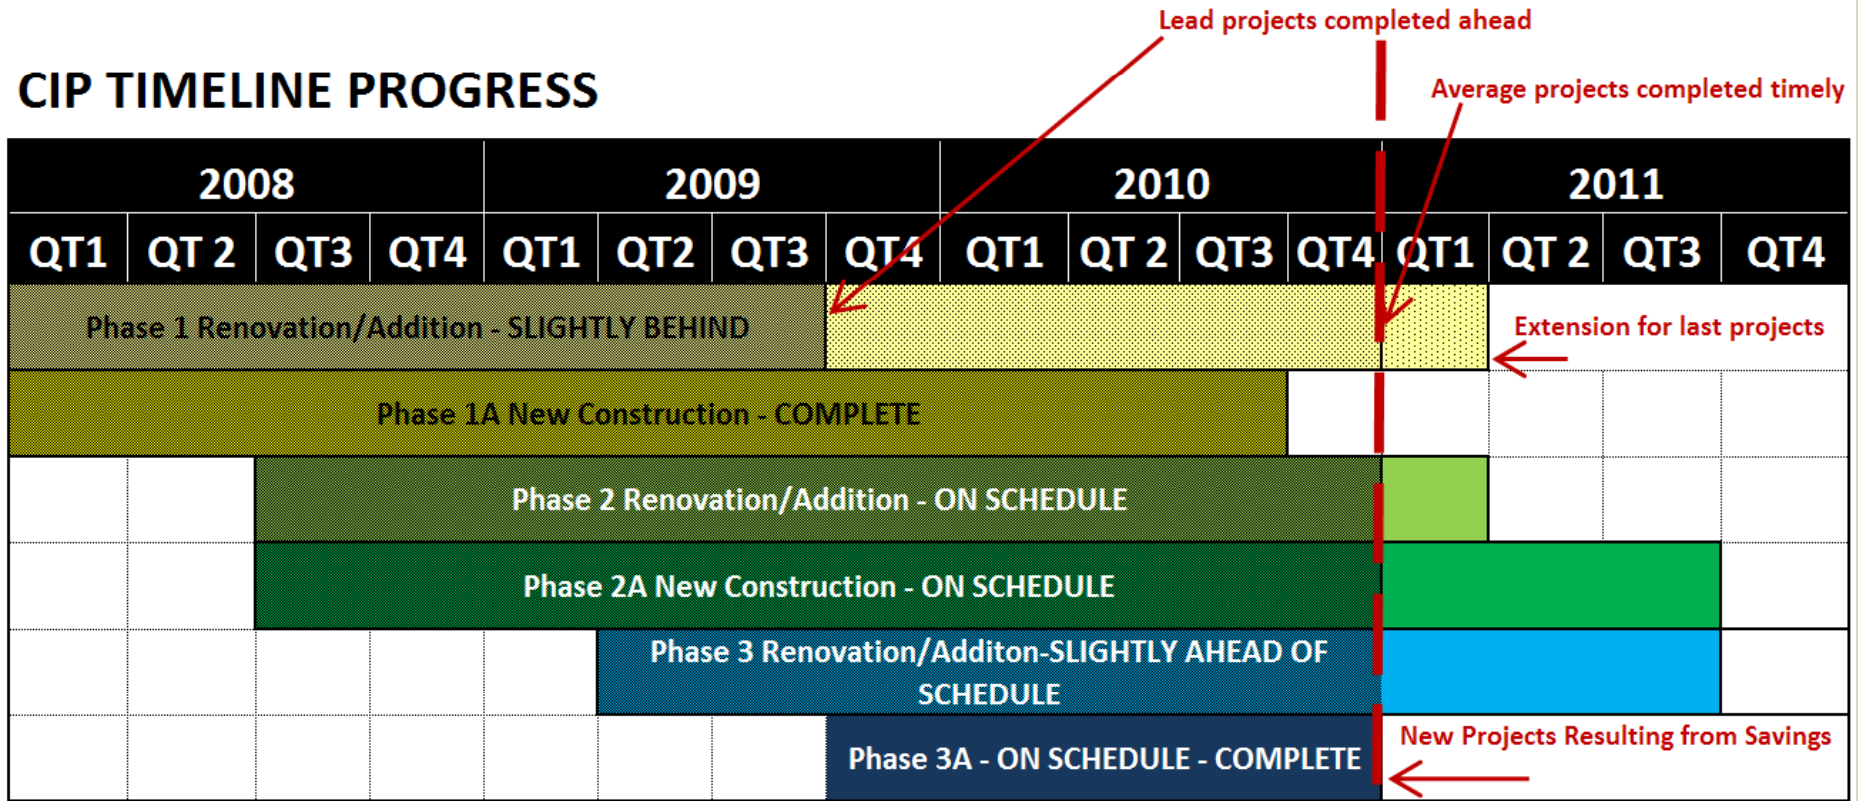 Lead projects completed ahead
CIP TIMELINE PROGRESS
Average projects completed timely
2008 2009 2010 2011
QT1 QT 2 QT3 QT4 QT1 QT2 QT3 QT4 QT1 QT 2 QT3 QT4 QT1 QT 2 QT3 QT4
Phase 1 Renovation/Addition - SLIGHTLY BEHIND
Extension for last projects
Phase 1A New Construction - COMPLETE
Phase 2 Renovation/Addition - ON SCHEDULE
Phase 2A New Construction - ON SCHEDULE
Phase 3 Renovation/Additon-SLIGHTLY AHEAD OF
SCHEDULE
New Projects Resulting from Savings
Phase 3A - ON SCHEDULE - COMPLETE